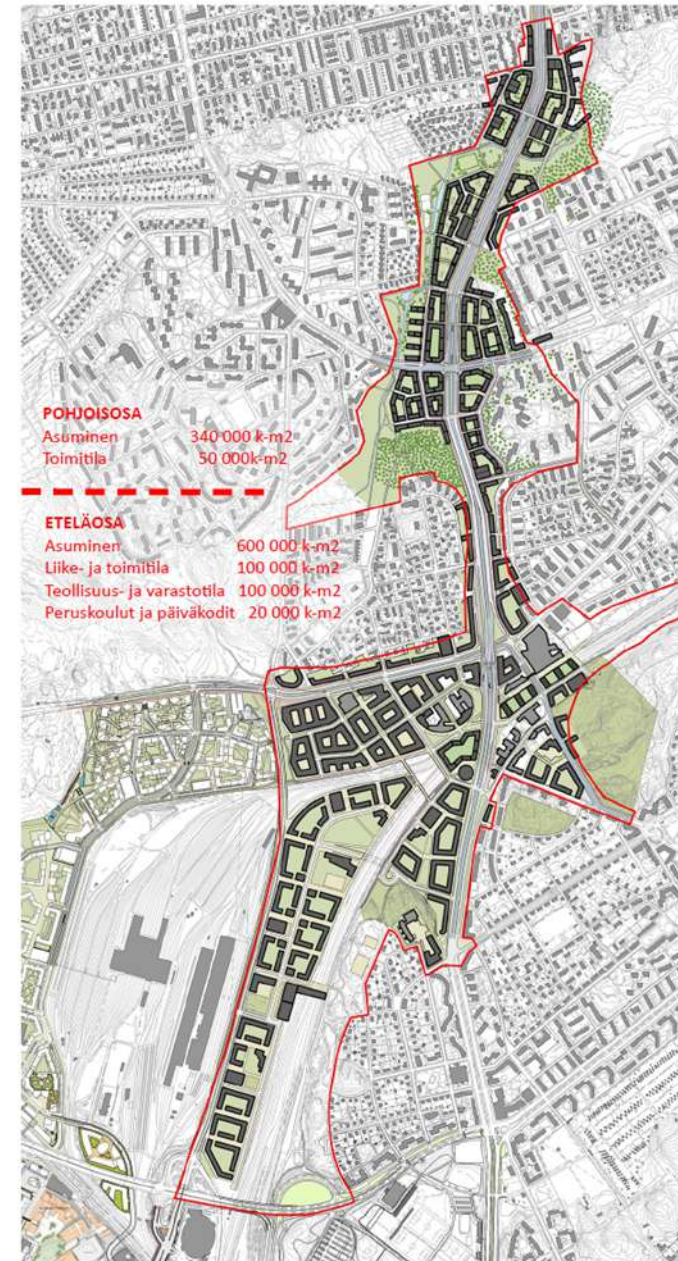 POHJOISOSA
Asuminen 340 000 k-m2
Toimitila 50 000k-m2
ETELÄOSA
Asuminen 600 000 k-m2
Liike- ja toimitila 100 000 k-m2
Teollisuus- ja varastotila 100 000 k-m2
Peruskoulut ja päiväkodit 20 000 k-m2